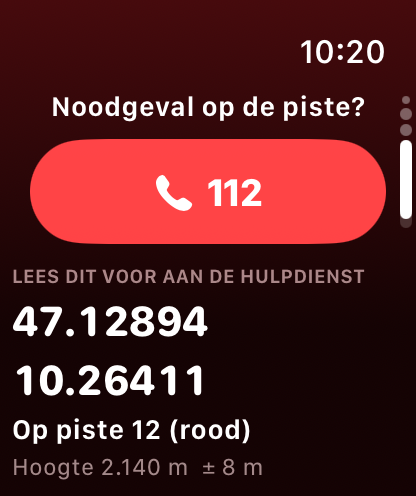 10:20
Noodgeval op de piste?
112
LEES DIT VOOR AAN DE HULPDIENST
47.12894
10.26411
Op piste 12 (rood)
Hoogte 2.140 m ± 8 m